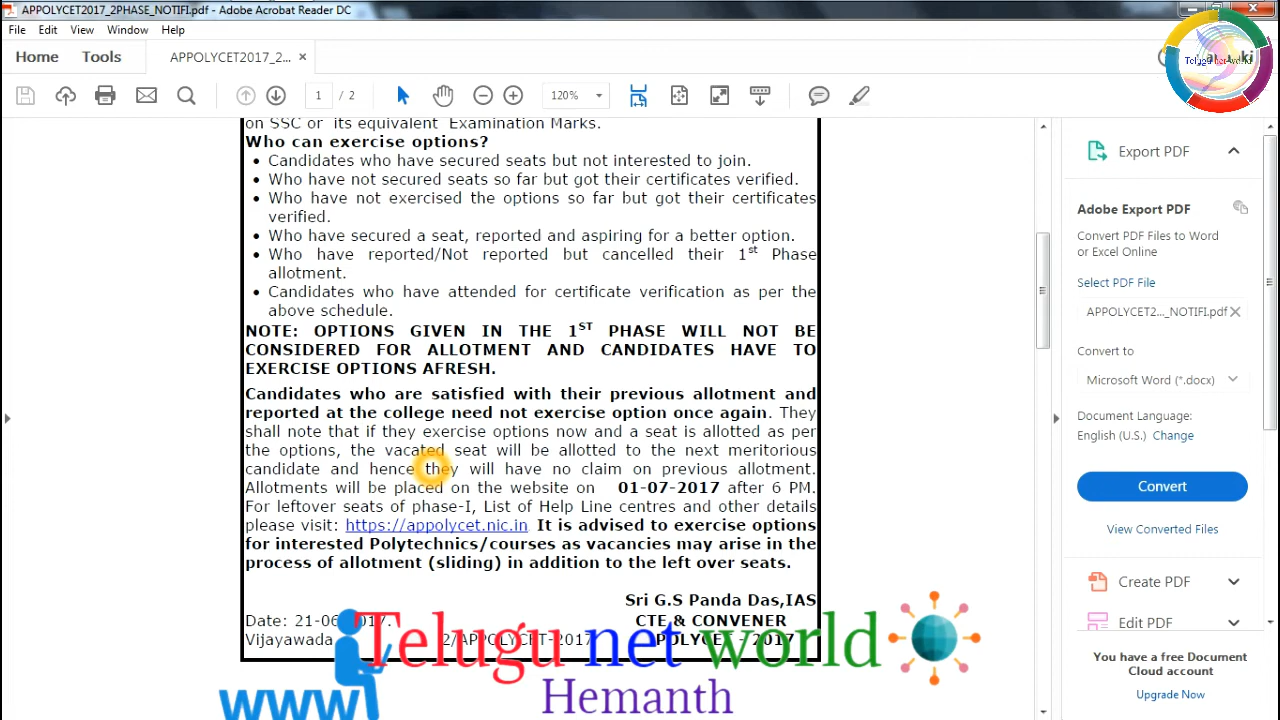 APPOLYCET2017_2PHASE_NOTIFI.pdf - Adobe Acrobat Reader DC
File Edit View Window Help
Home Tools APPOLYCET2017_2... ×
Telugu net world
1 / 2 120%
on SSC or its equivalent Examination Marks.
Who can exercise options?
• Candidates who have secured seats but not interested to join.
• Who have not secured seats so far but got their certificates verified.
• Who have not exercised the options so far but got their certificates
verified.
• Who have secured a seat, reported and aspiring for a better option.
• Who have reported/Not reported but cancelled their 1st Phase
allotment.
• Candidates who have attended for certificate verification as per the
above schedule.
NOTE: OPTIONS GIVEN IN THE 1ST PHASE WILL NOT BE
CONSIDERED FOR ALLOTMENT AND CANDIDATES HAVE TO
EXERCISE OPTIONS AFRESH.
Candidates who are satisfied with their previous allotment and
reported at the college need not exercise option once again. They
shall note that if they exercise options now and a seat is allotted as per
the options, the vacated seat will be allotted to the next meritorious
candidate and hence they will have no claim on previous allotment.
Allotments will be placed on the website on 01-07-2017 after 6 PM.
For leftover seats of phase-I, List of Help Line centres and other details
please visit: https://appolycet.nic.in It is advised to exercise options
for interested Polytechnics/courses as vacancies may arise in the
process of allotment (sliding) in addition to the left over seats.
Sri G.S Panda Das,IAS
Date: 21-06 CTE & CONVENER
Vijayawada 2/APPOLYCET-2017 POLYCET - 2017
Export PDF
Adobe Export PDF
Convert PDF Files to Word
or Excel Online
Select PDF File
APPOLYCET2..._NOTIFI.pdf ×
Convert to
Microsoft Word (*.docx)
Document Language:
English (U.S.) Change
Convert
View Converted Files
Create PDF
Edit PDF
You have a free Document
Cloud account
Upgrade Now
Telugu net world
www Hemanth